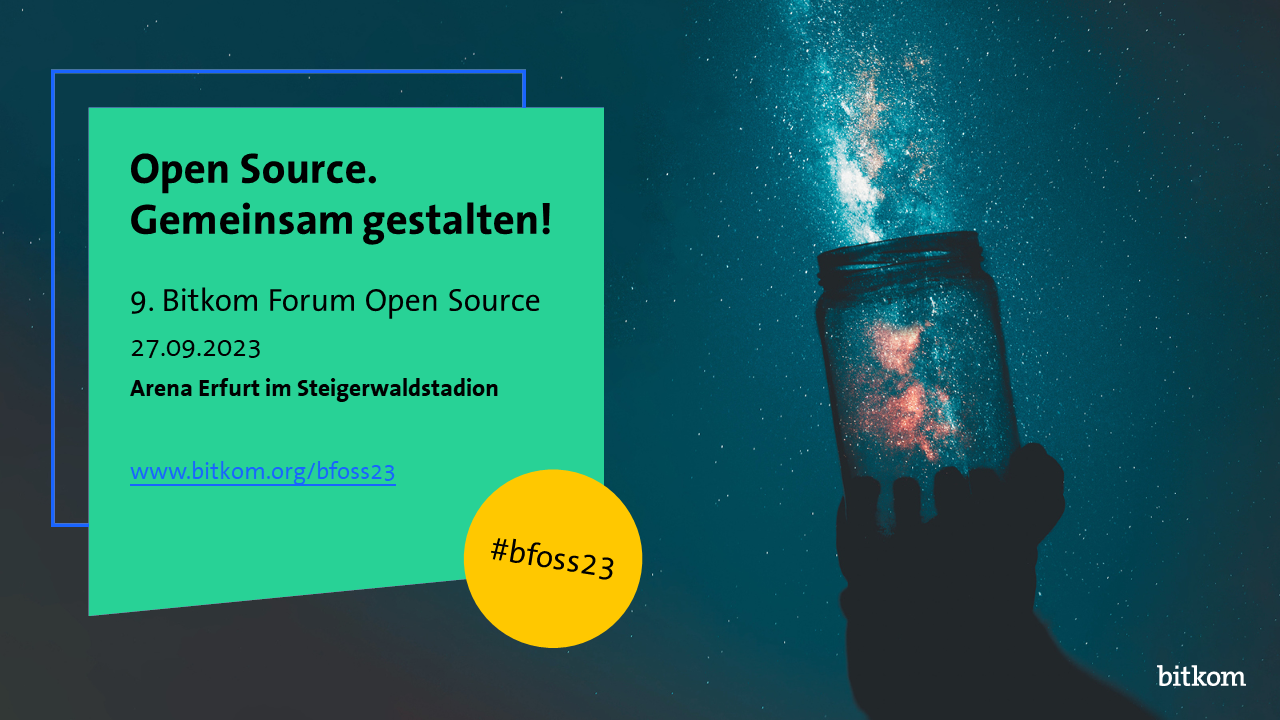 Open Source.
Gemeinsam gestalten!
9. Bitkom Forum Open Source
27.09.2023
Arena Erfurt im Steigerwaldstadion
www.bitkom.org/bfoss23
#bfoss23
bitkom